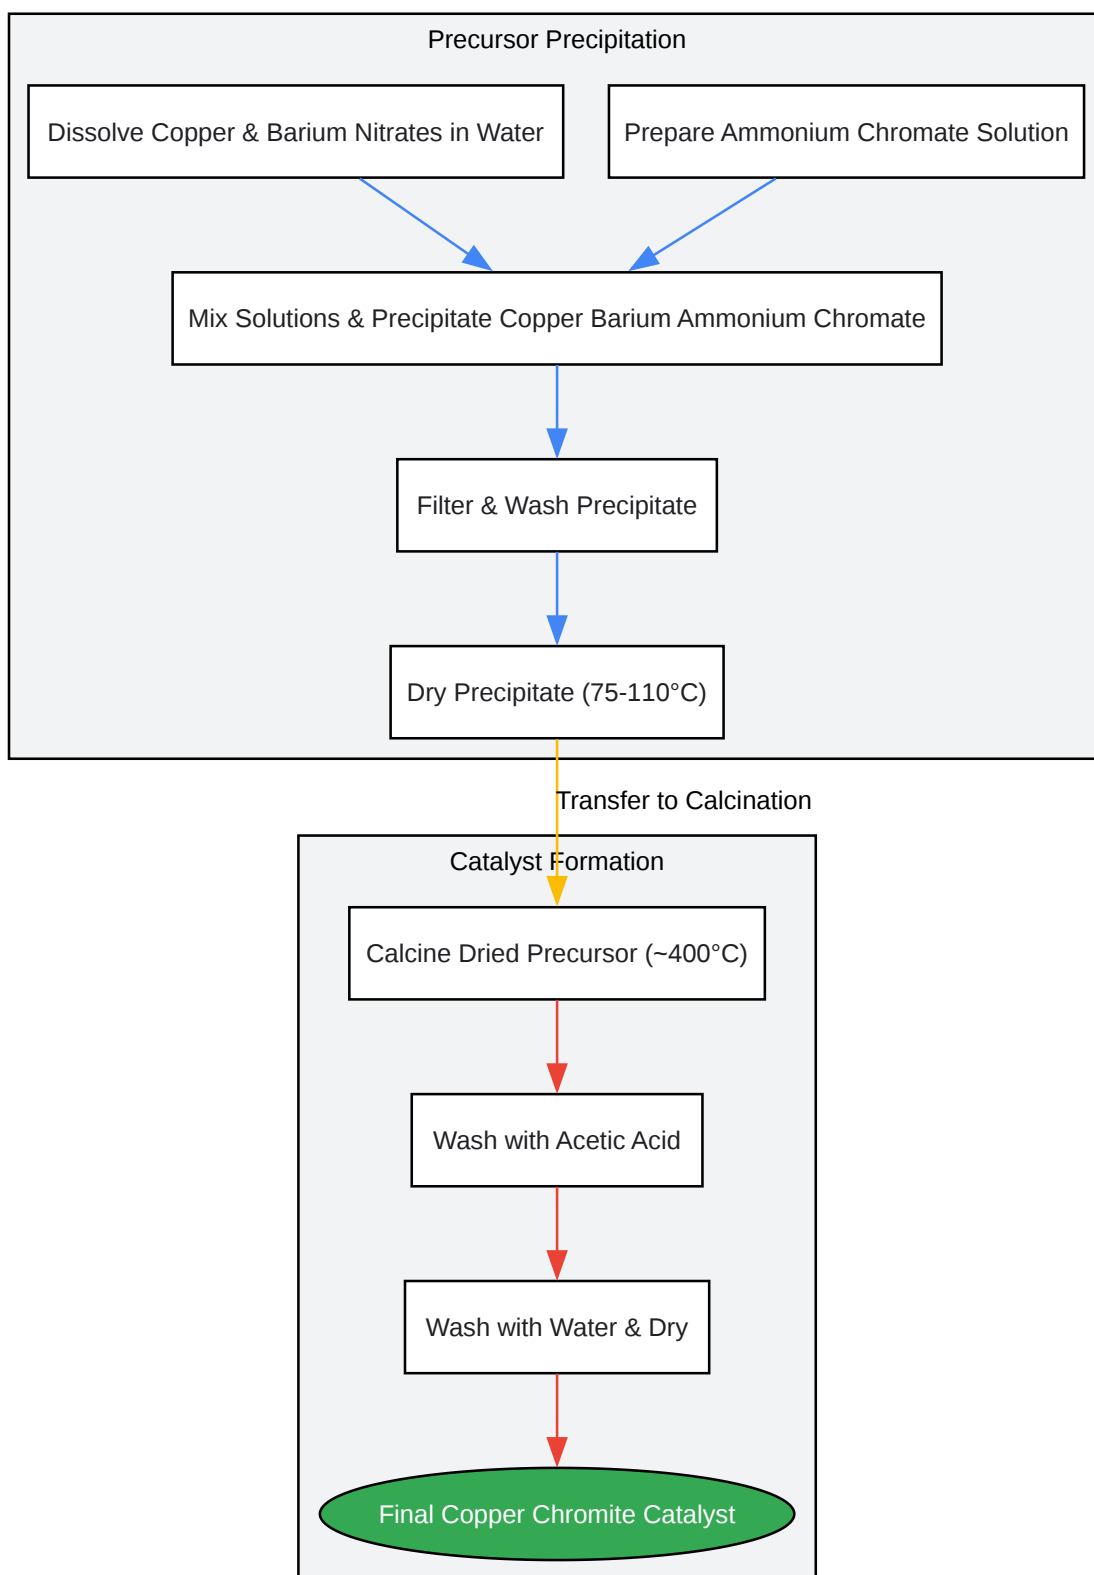 Precursor Precipitation
Dissolve Copper & Barium Nitrates in Water
Prepare Ammonium Chromate Solution
Mix Solutions & Precipitate Copper Barium Ammonium Chromate
Filter & Wash Precipitate
Dry Precipitate (75-110°C)
Transfer to Calcination
Catalyst Formation
Calcine Dried Precursor (~400°C)
Wash with Acetic Acid
Wash with Water & Dry
Final Copper Chromite Catalyst